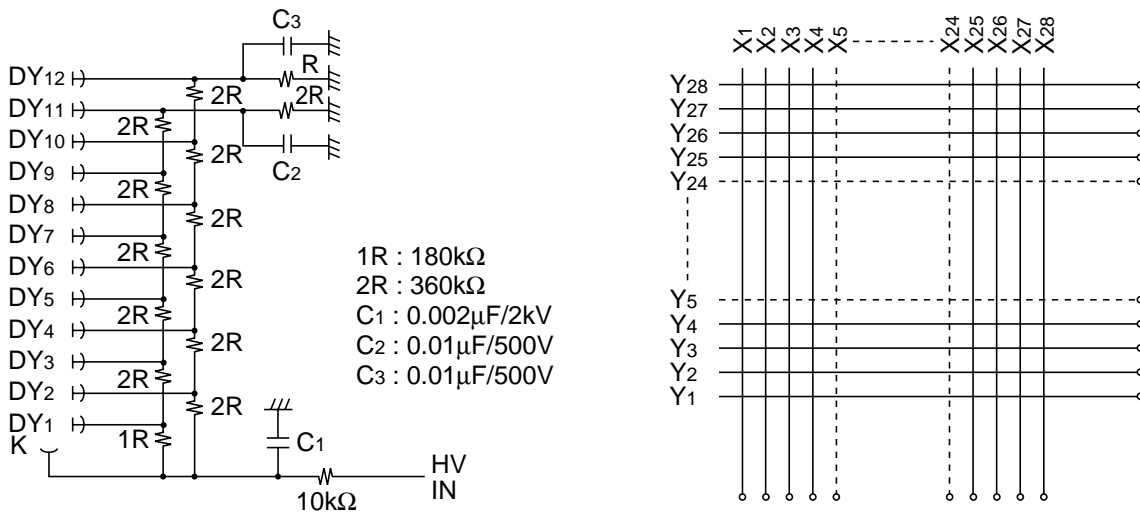 C3
DY12
R
2R
DY11
2R
2R
DY10
2R
C2
DY9
2R
DY8
2R
DY7
2R
DY6
2R
DY5
2R
DY4
2R
DY3
2R
DY2
2R
DY1
1R
K
C1
10kΩ
HV
IN
1R : 180kΩ
2R : 360kΩ
C1 : 0.002µF/2kV
C2 : 0.01µF/500V
C3 : 0.01µF/500V
X1
X2
X3
X4
X5
X24
X25
X26
X27
X28
Y28
Y27
Y26
Y25
Y24
Y5
Y4
Y3
Y2
Y1